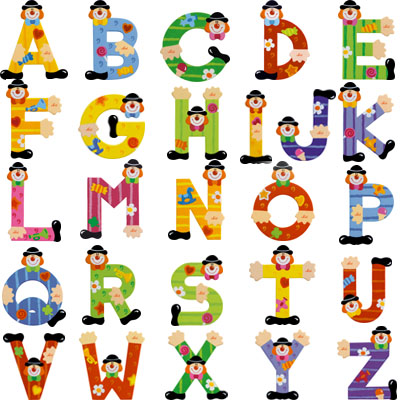 A B C D E
F G H I J K
L M N O P
Q R S T U
V W X Y Z